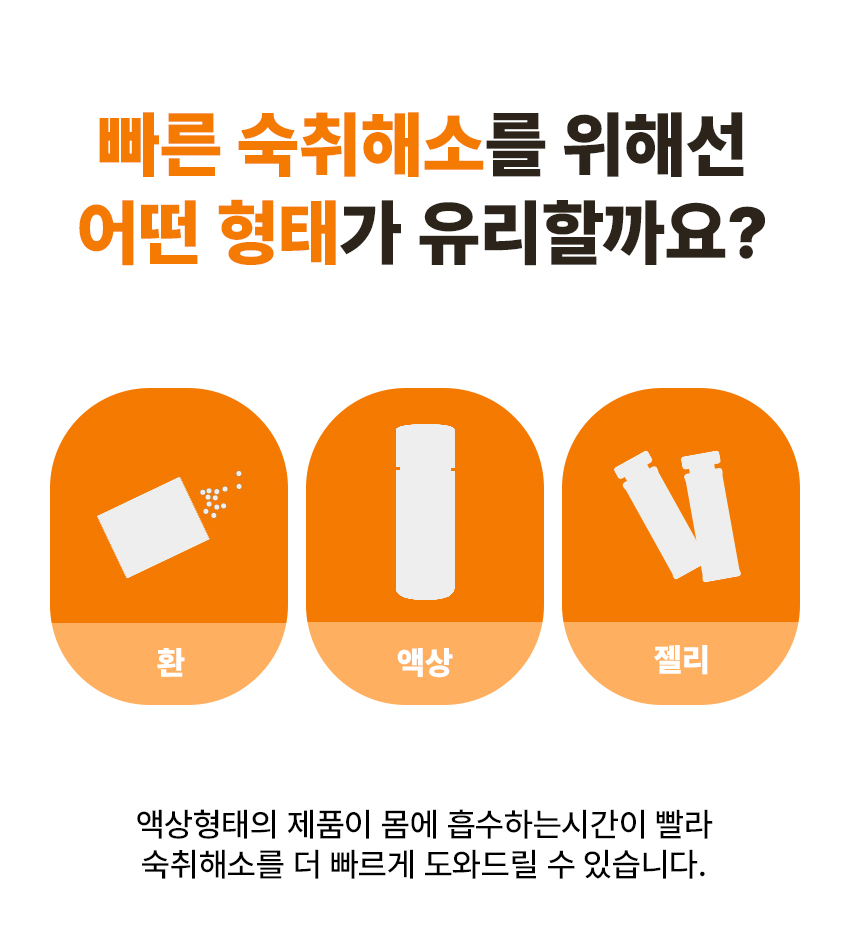 빠른 숙취해소를 위해선
어떤 형태가 유리할까요?
환
액상
젤리
액상형태의 제품이 몸에 흡수하는시간이 빨라
숙취해소를 더 빠르게 도와드릴 수 있습니다.